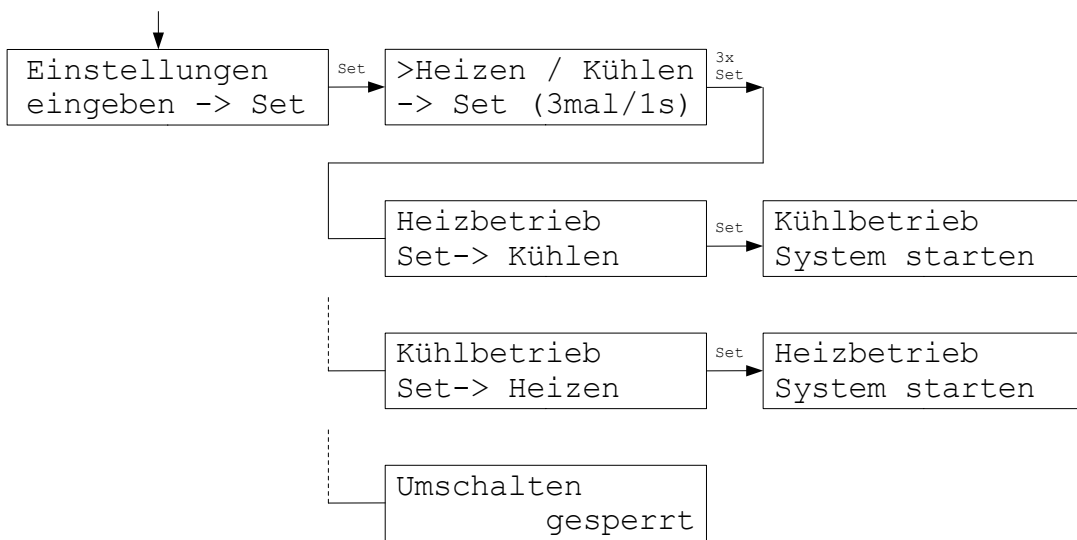 Einstellungen
eingeben -> Set
Set
>Heizen / Kühlen
-> Set (3mal/1s)
3x
Set
Heizbetrieb
Set-> Kühlen
Set
Kühlbetrieb
System starten
Kühlbetrieb
Set-> Heizen
Set
Heizbetrieb
System starten
Umschalten
gesperrt